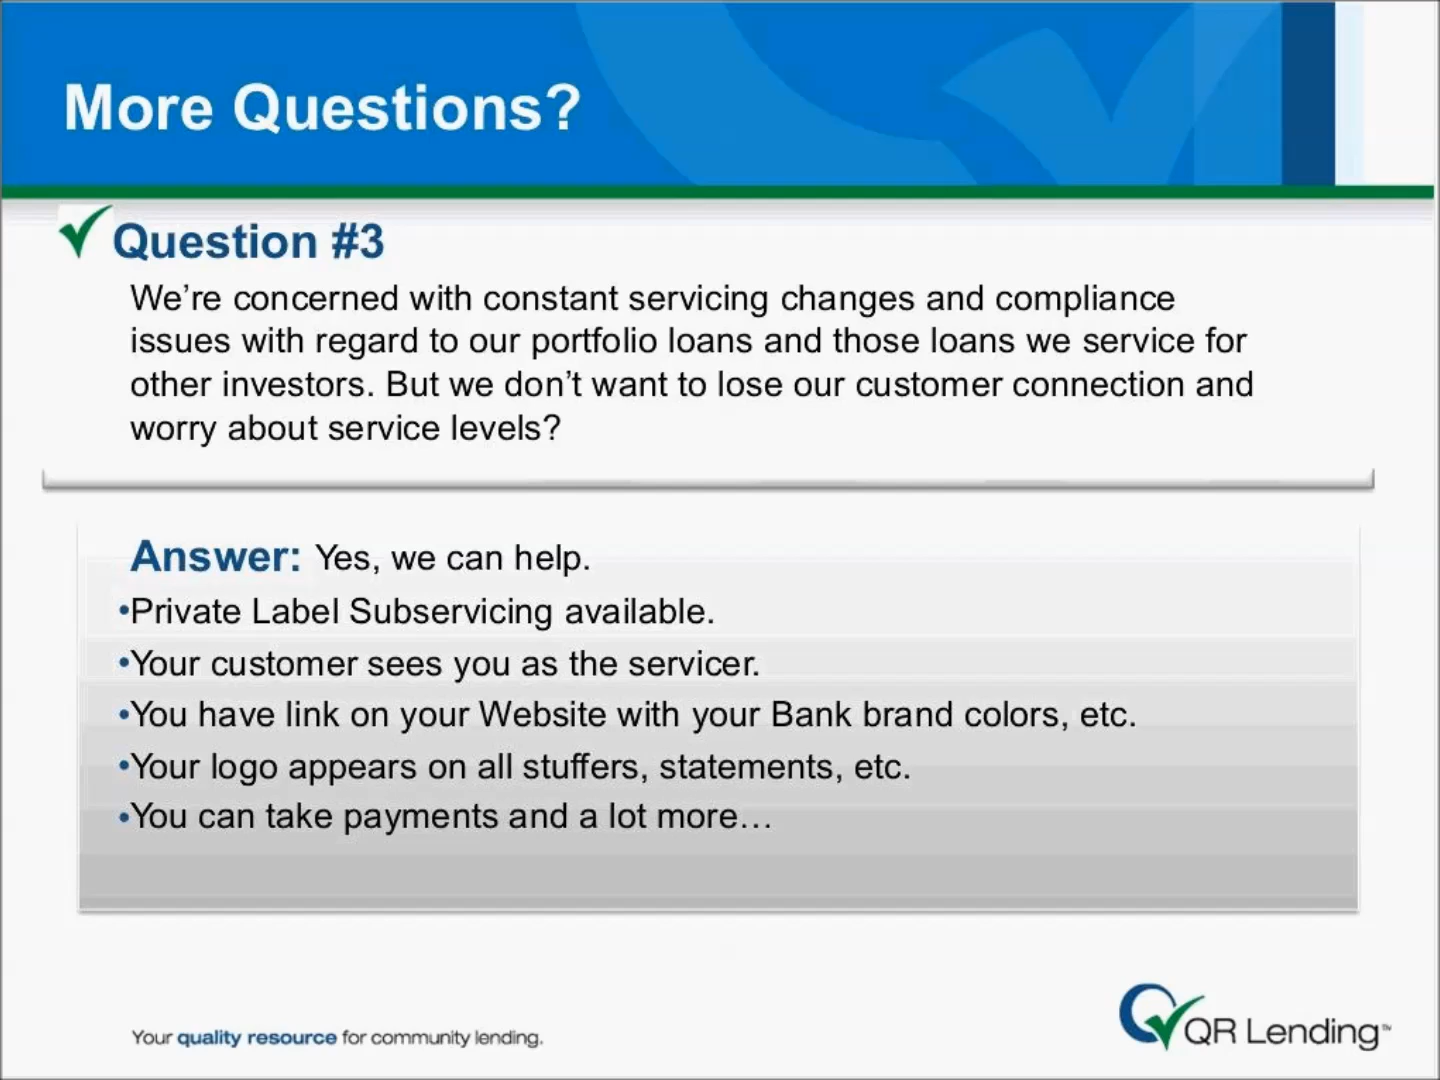 More Questions?
Question #3
We’re concerned with constant servicing changes and compliance
issues with regard to our portfolio loans and those loans we service for
other investors. But we don’t want to lose our customer connection and
worry about service levels?
Answer: Yes, we can help.
•Private Label Subservicing available.
•Your customer sees you as the servicer.
•You have link on your Website with your Bank brand colors, etc.
•Your logo appears on all stuffers, statements, etc.
•You can take payments and a lot more…
Your quality resource for community lending.
QR Lending™